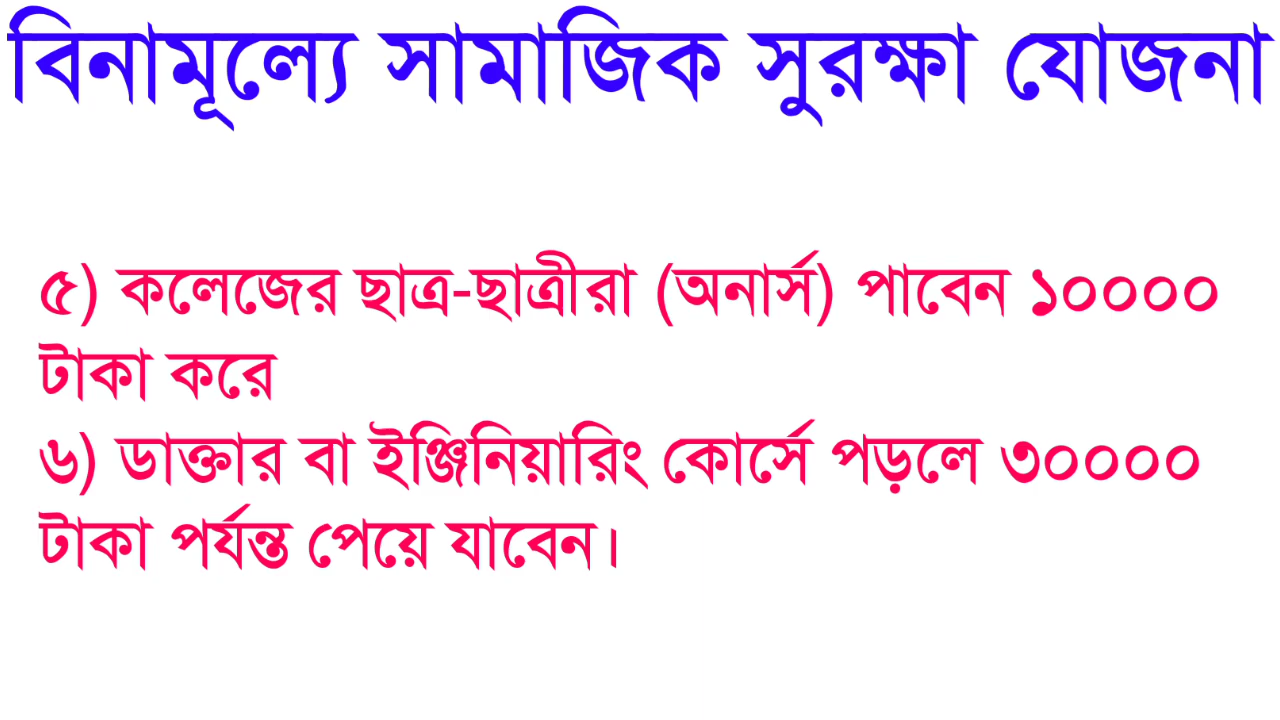 বিনামূল্যে সামাজিক সুরক্ষা যোজনা
৫) কলেজের ছাত্র-ছাত্রীরা (অনার্স) পাবেন ১০০০০
টাকা করে
৬) ডাক্তার বা ইঞ্জিনিয়ারিং কোর্সে পড়লে ৩০০০০
টাকা পর্যন্ত পেয়ে যাবেন।